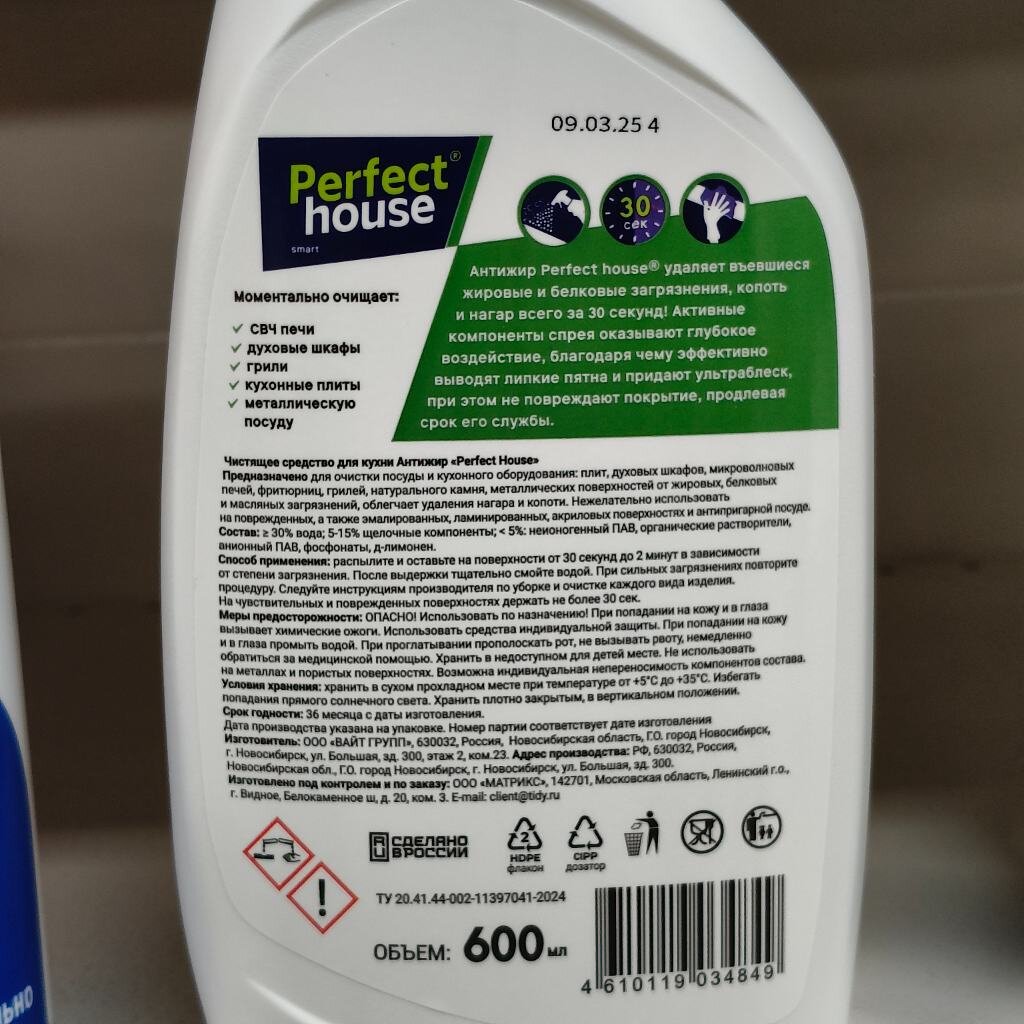 09.03.25 4
Perfect®
house
smart
30
сек
Антижир Perfect house® удаляет въевшиеся
жировые и белковые загрязнения, копоть
и нагар всего за 30 секунд! Активные
компоненты спрея оказывают глубокое
воздействие, благодаря чему эффективно
выводят липкие пятна и придают ультраблеск,
при этом не повреждают покрытие, продлевая
срок его службы.
Моментально очищает:
✓ СВЧ печи
✓ духовые шкафы
✓ грили
✓ кухонные плиты
✓ металлическую
посуду
Чистящее средство для кухни Антижир «Perfect House»
Предназначено для очистки посуды и кухонного оборудования: плит, духовых шкафов, микроволновых
печей, фритюрниц, грилей, натурального камня, металлических поверхностей от жировых, белковых
и масляных загрязнений, облегчает удаления нагара и копоти. Нежелательно использовать
на поврежденных, а также эмалированных, ламинированных, акриловых поверхностях и антипригарной посуде.
Состав: ≥ 30% вода; 5-15% щелочные компоненты; < 5%: неионогенный ПАВ, органические растворители,
анионный ПАВ, фосфонаты, д-лимонен.
Способ применения: распылите и оставьте на поверхности от 30 секунд до 2 минут в зависимости
от степени загрязнения. После выдержки тщательно смойте водой. При сильных загрязнениях повторите
процедуру. Следуйте инструкциям производителя по уборке и очистке каждого вида изделия.
На чувствительных и поврежденных поверхностях держать не более 30 сек.
Меры предосторожности: ОПАСНО! Использовать по назначению! При попадании на кожу и в глаза
вызывает химические ожоги. Использовать средства индивидуальной защиты. При попадании на кожу
и в глаза промыть водой. При проглатывании прополоскать рот, не вызывать рвоту, немедленно
обратиться за медицинской помощью. Хранить в недоступном для детей месте. Не использовать
на металлах и пористых поверхностях. Возможна индивидуальная непереносимость компонентов состава.
Условия хранения: хранить в сухом прохладном месте при температуре от +5°С до +35°С. Избегать
попадания прямого солнечного света. Хранить плотно закрытым, в вертикальном положении.
Срок годности: 36 месяца с даты изготовления.
Дата производства указана на упаковке. Номер партии соответствует дате изготовления
Изготовитель: ООО «ВАЙТ ГРУПП», 630032, Россия, Новосибирская область, Г.О. город Новосибирск,
г. Новосибирск, ул. Большая, зд. 300, этаж 2, ком.23. Адрес производства: РФ, 630032, Россия,
Новосибирская обл., Г.О. город Новосибирск, г. Новосибирск, ул. Большая, зд. 300.
Изготовлено под контролем и по заказу: ООО «МАТРИКС», 142701, Московская область, Ленинский г.о.,
г. Видное, Белокаменное ш, д. 20, ком. 3. E-mail: client@tidy.ru
RU СДЕЛАНО
В РОССИИ
2
HDPE
флакон
5
C/PP
дозатор
ТУ 20.41.44-002-11397041-2024
ОБЪЕМ: 600 мл
4 610119 034849
ЬНО